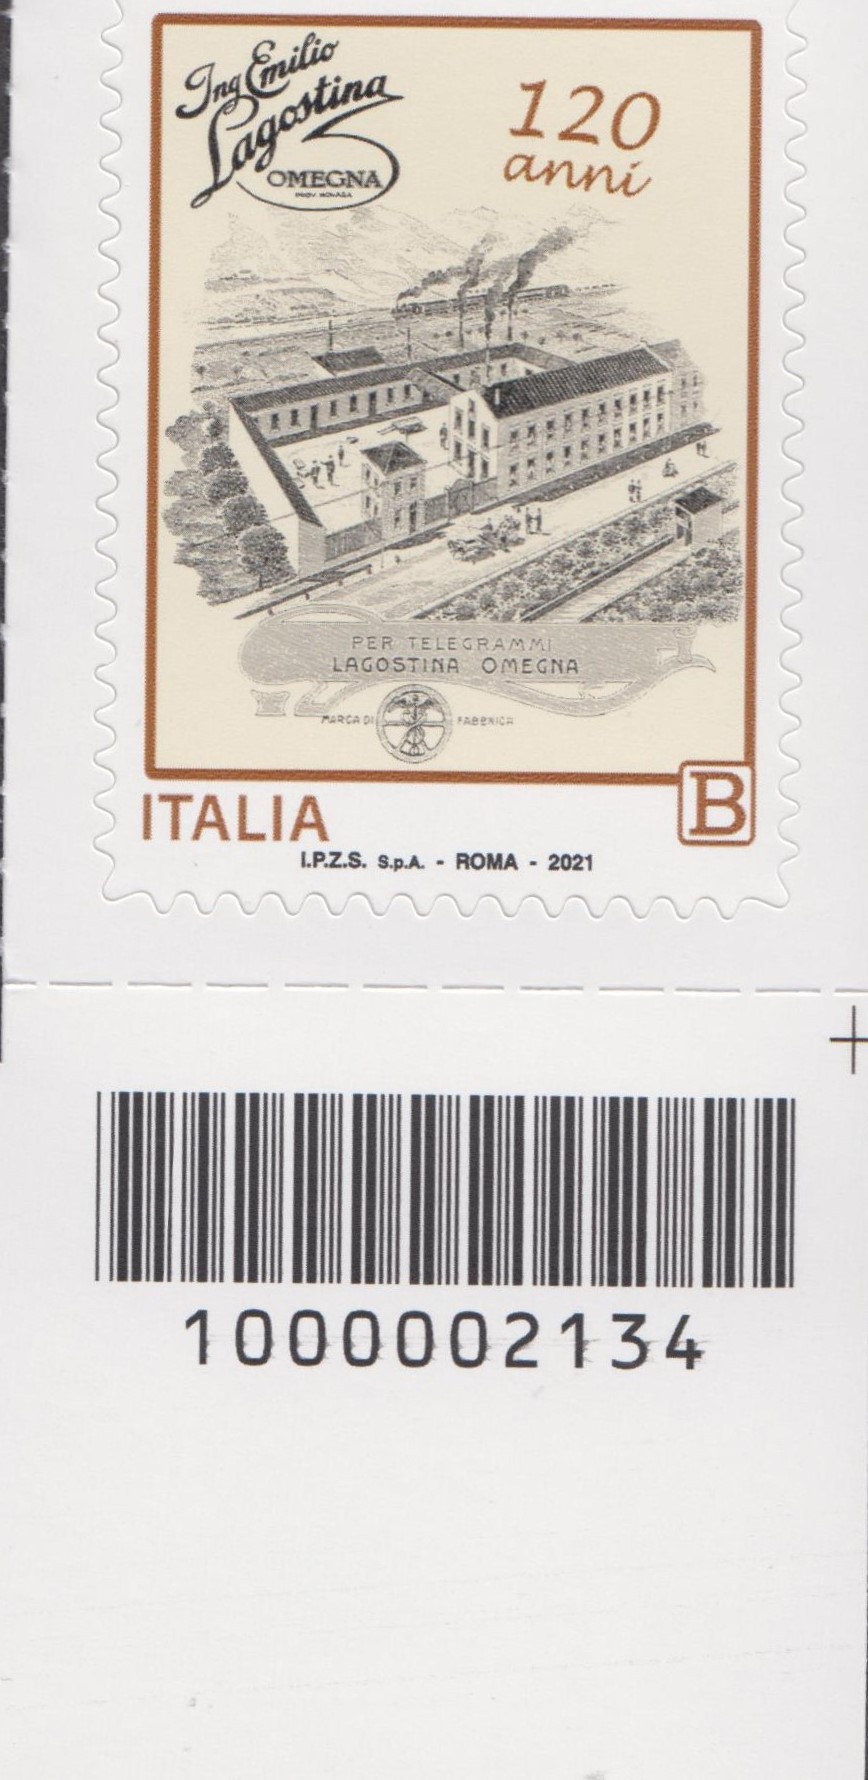 Ing Emilio
Lagostina
OMEGNA
120
anni
PER TELEGRAMMI
LAGOSTINA OMEGNA
MARCA DI FABBRICA
ITALIA
B
I.P.Z.S. S.p.A. - ROMA - 2021
1000002134